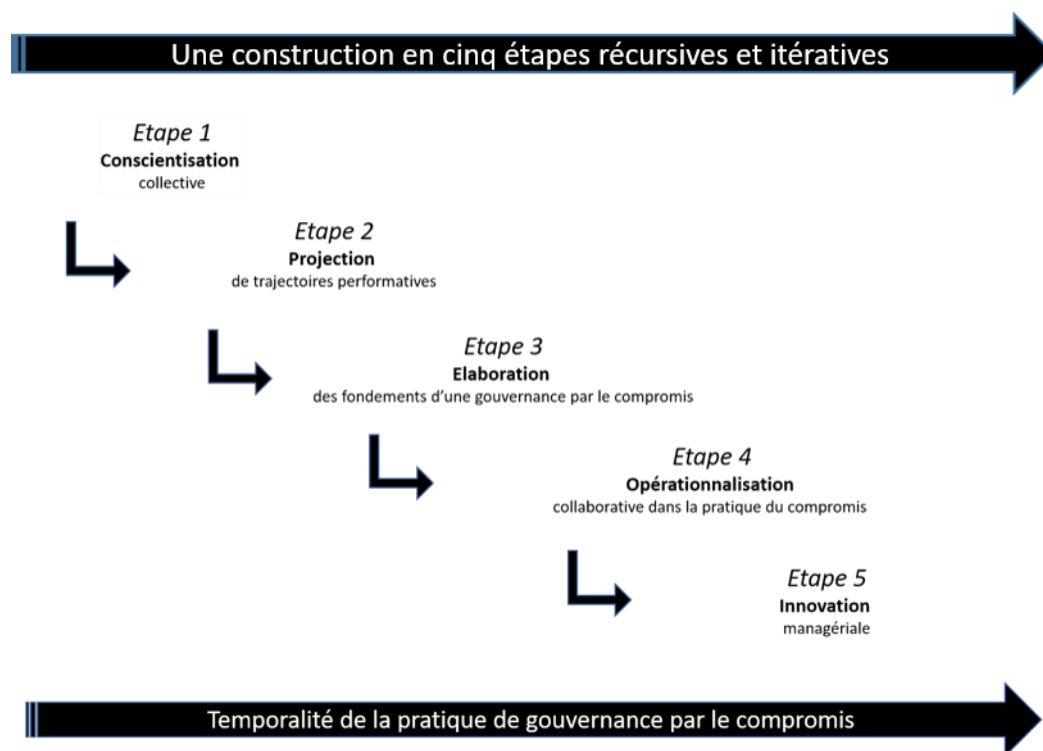 Une construction en cinq étapes récursives et itératives
Etape 1
Conscientisation
collective
Etape 2
Projection
de trajectoires performatives
Etape 3
Elaboration
des fondements d’une gouvernance par le compromis
Etape 4
Opérationnalisation
collaborative dans la pratique du compromis
Etape 5
Innovation
managériale
Temporalité de la pratique de gouvernance par le compromis